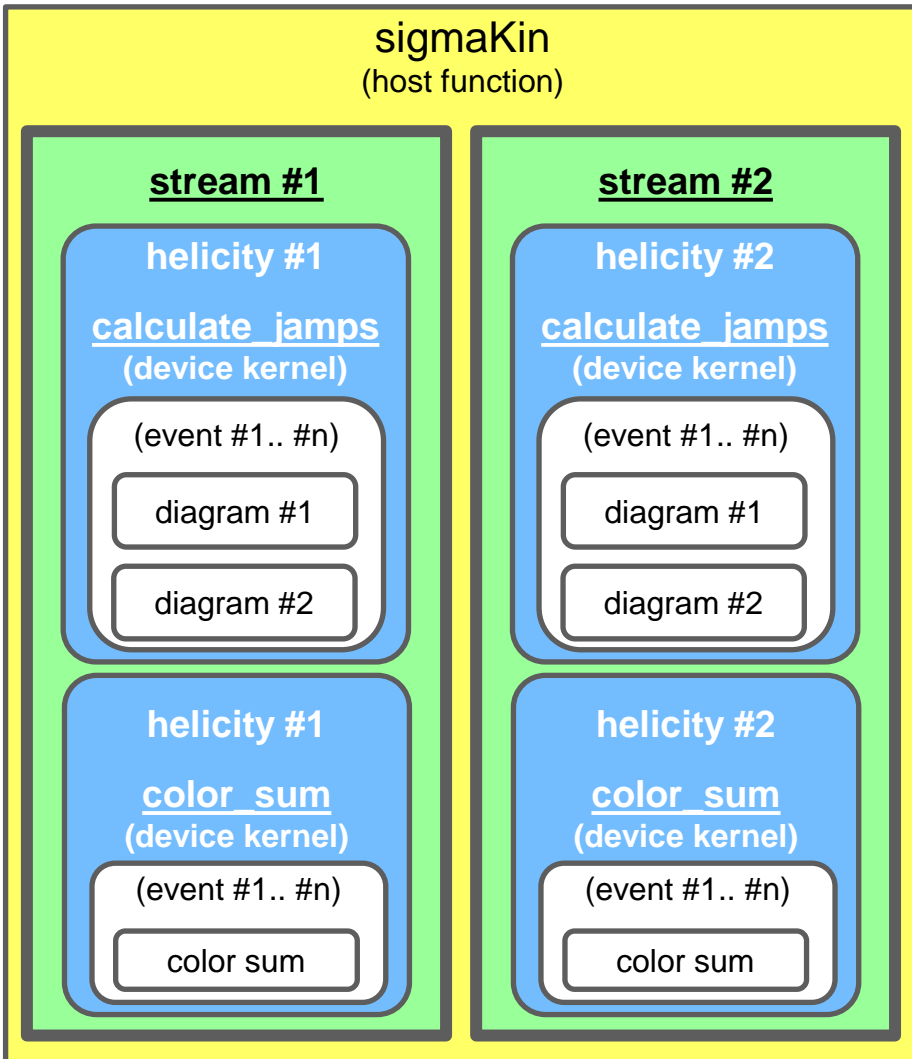 sigmaKin
(host function)
stream #1
helicity #1
calculate_jamps
(device kernel)
(event #1.. #n)
diagram #1
diagram #2
helicity #1
color_sum
(device kernel)
(event #1.. #n)
color sum
stream #2
helicity #2
calculate_jamps
(device kernel)
(event #1.. #n)
diagram #1
diagram #2
helicity #2
color_sum
(device kernel)
(event #1.. #n)
color sum